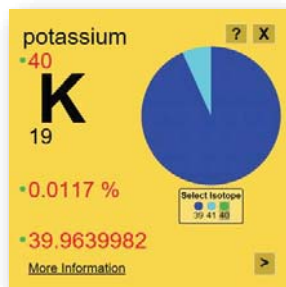 potassium
? X
•40
K
19
Select Isotope
39 41 40
•0.0117 %
•39.9639982
More Information
>